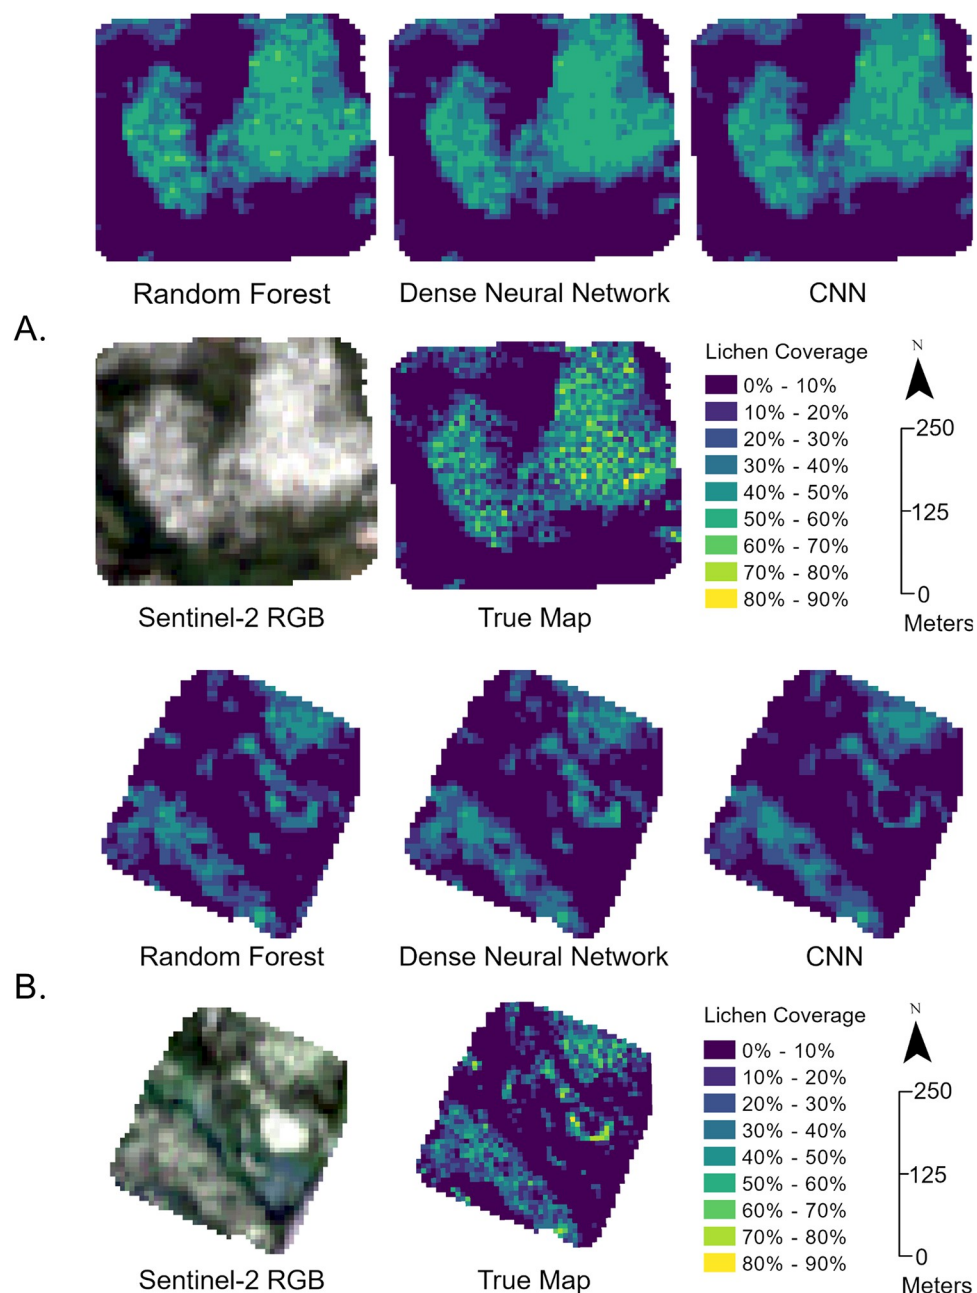 Random Forest
Dense Neural Network
CNN
A.
Lichen Coverage
0% - 10%
10% - 20%
20% - 30%
30% - 40%
40% - 50%
50% - 60%
60% - 70%
70% - 80%
80% - 90%
N
250
125
0
Meters
Sentinel-2 RGB
True Map
Random Forest
Dense Neural Network
CNN
B.
Lichen Coverage
0% - 10%
10% - 20%
20% - 30%
30% - 40%
40% - 50%
50% - 60%
60% - 70%
70% - 80%
80% - 90%
N
250
125
0
Meters
Sentinel-2 RGB
True Map